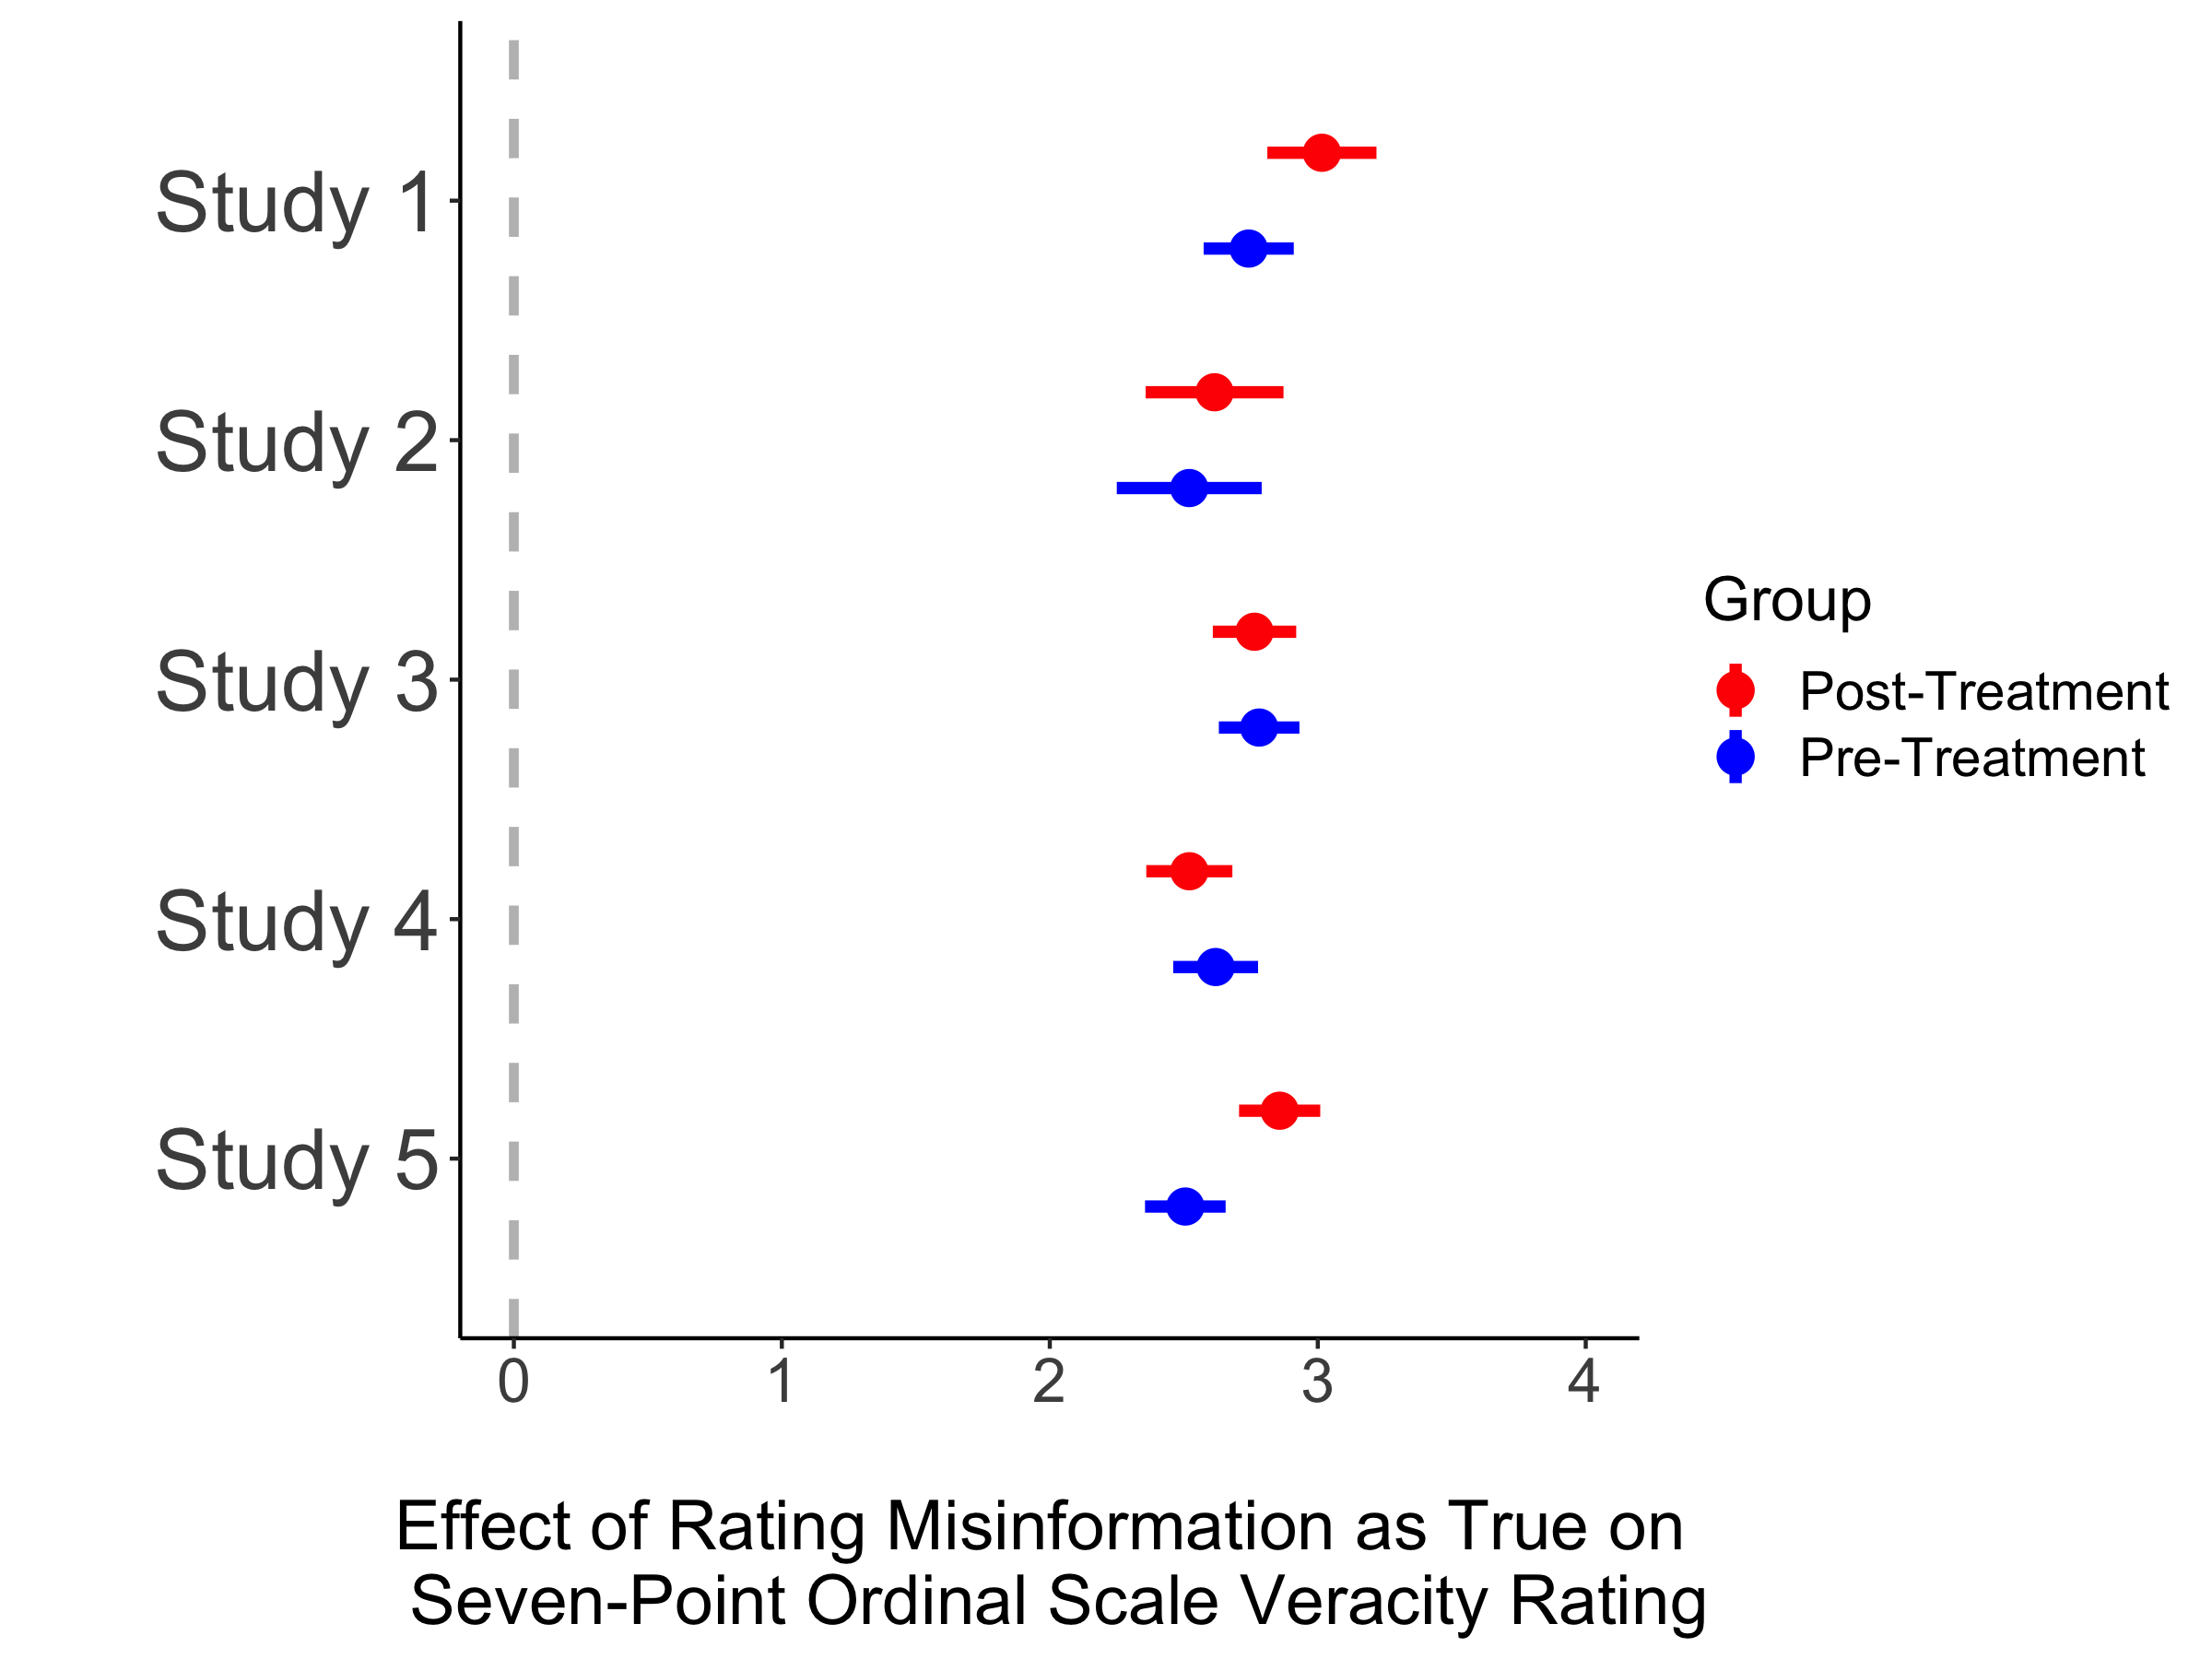 Study 1
Study 2
Study 3
Study 4
Study 5
Group
Post-Treatment
Pre-Treatment
0 1 2 3 4
Effect of Rating Misinformation as True on
Seven-Point Ordinal Scale Veracity Rating